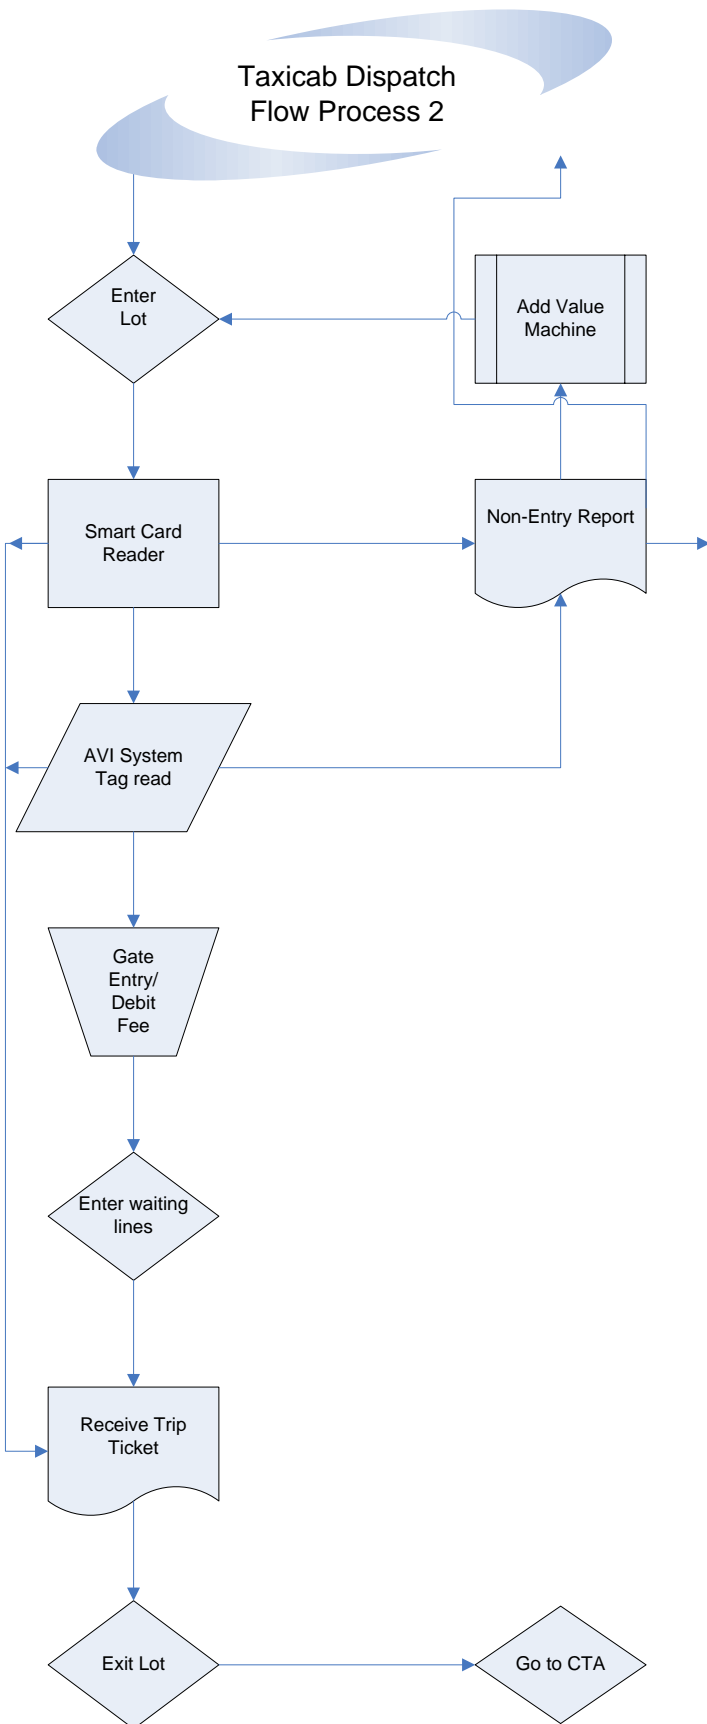 Taxicab Dispatch
Flow Process 2
Enter
Lot
Add Value
Machine
Smart Card
Reader
Non-Entry Report
AVI System
Tag read
Gate
Entry/
Debit
Fee
Enter waiting
lines
Receive Trip
Ticket
Exit Lot
Go to CTA